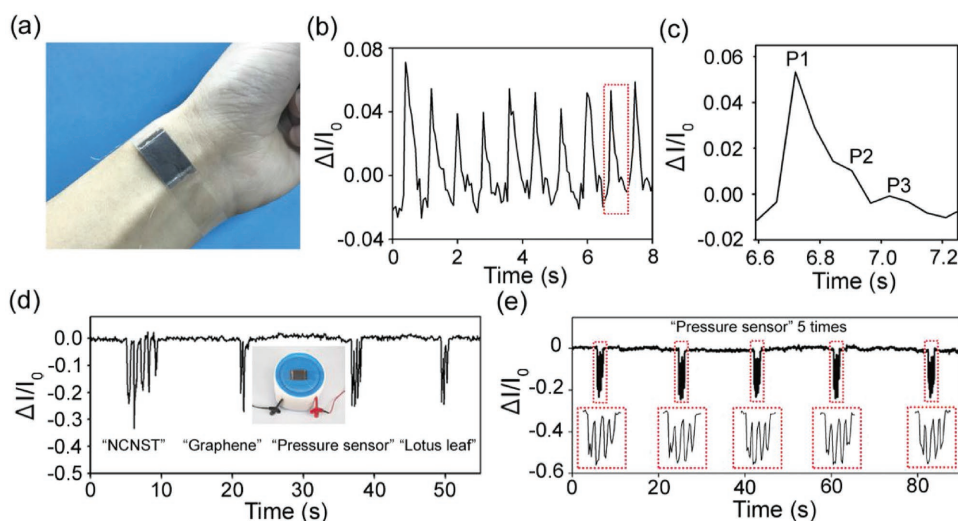 (a)
(b)
0.08
0.04
0.00
-0.04
ΔI/I0
0 2 4 6 8
Time (s)
(c)
0.06
0.04
0.02
0.00
-0.02
ΔI/I0
P1
P2
P3
6.6 6.8 7.0 7.2
Time (s)
(d)
0.0
-0.1
-0.2
-0.3
-0.4
-0.5
ΔI/I0
"NCNST" "Graphene" "Pressure sensor" "Lotus leaf"
0 10 20 30 40 50
Time (s)
(e)
"Pressure sensor" 5 times
0
-0.2
-0.4
-0.6
ΔI/I0
0 20 40 60 80
Time (s)